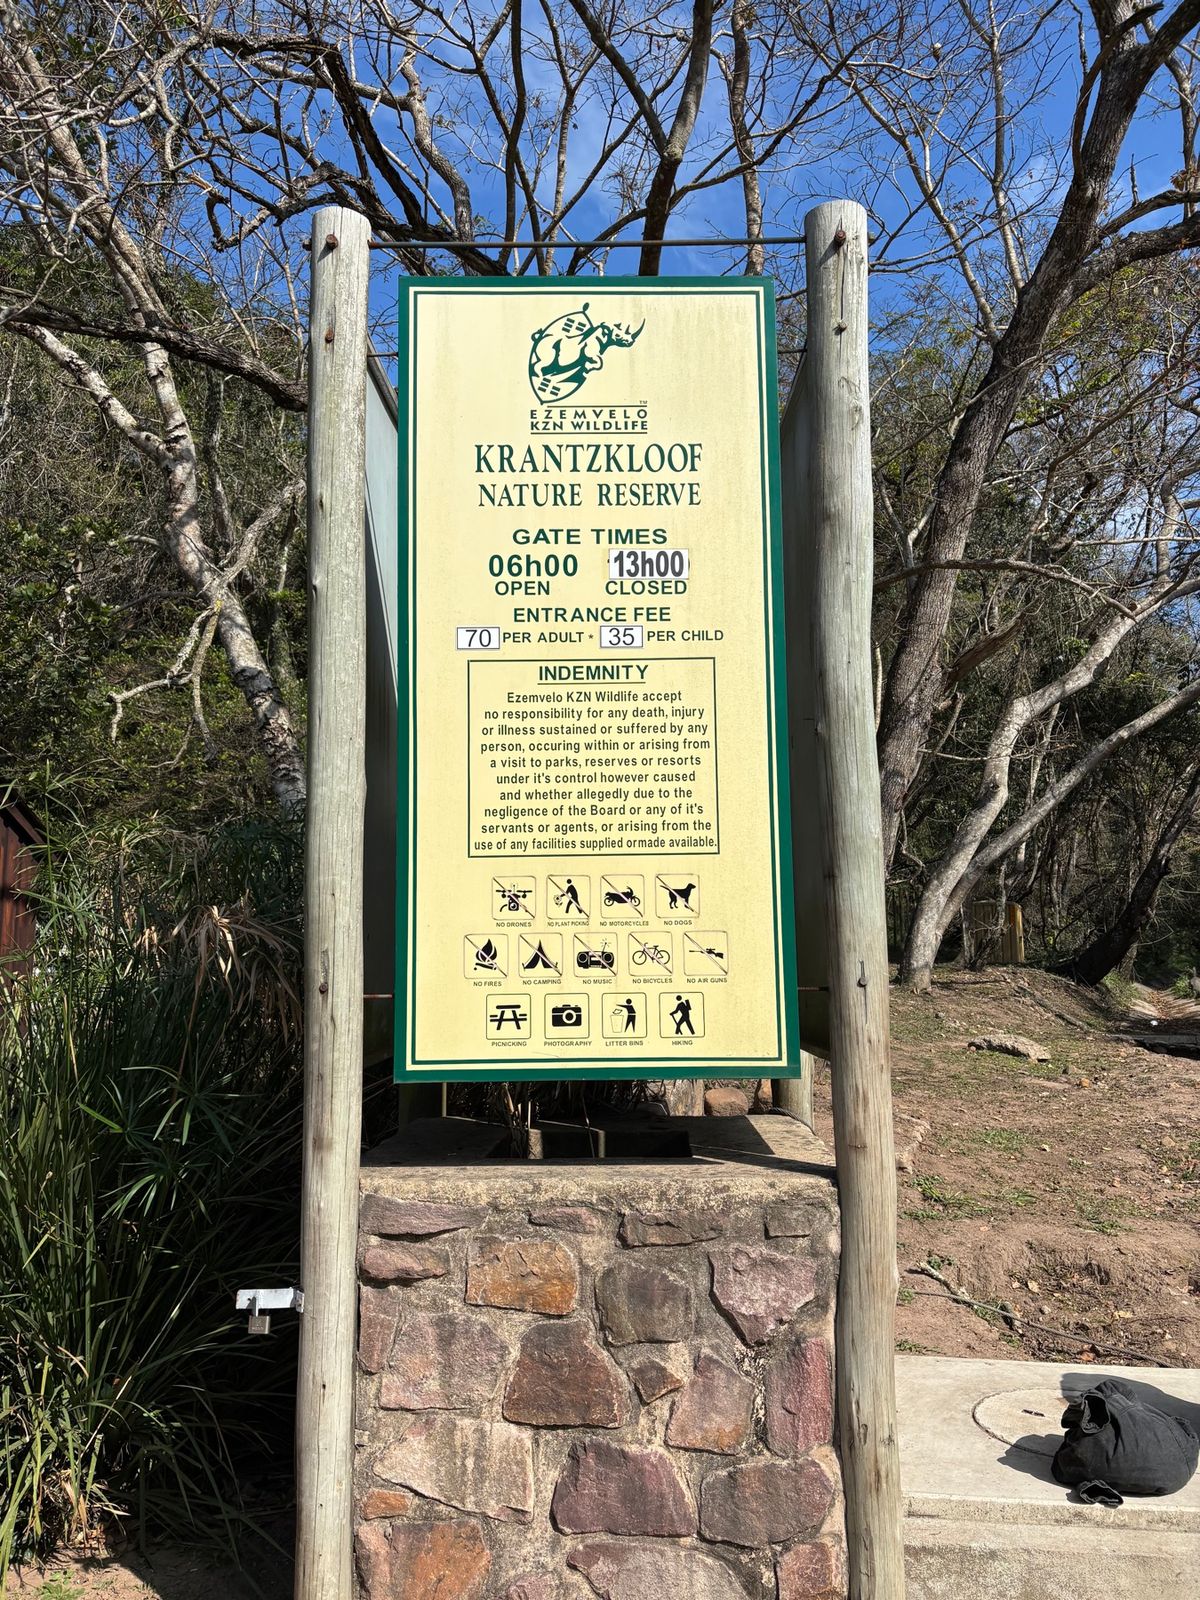 EZEMVELO
TM
KZN WILDLIFE
KRANTZKLOOF
NATURE RESERVE
GATE TIMES
06h00 13h00
OPEN CLOSED
ENTRANCE FEE
70 PER ADULT * 35 PER CHILD
INDEMNITY
Ezemvelo KZN Wildlife accept
no responsibility for any death, injury
or illness sustained or suffered by any
person, occuring within or arising from
a visit to parks, reserves or resorts
under it's control however caused
and whether allegedly due to the
negligence of the Board or any of it's
servants or agents, or arising from the
use of any facilities supplied ormade available.
NO DRONES NO PLANT PICKING NO MOTORCYCLES NO DOGS
NO FIRES NO CAMPING NO MUSIC NO BICYCLES NO AIR GUNS
PICNICKING PHOTOGRAPHY LITTER BINS HIKING